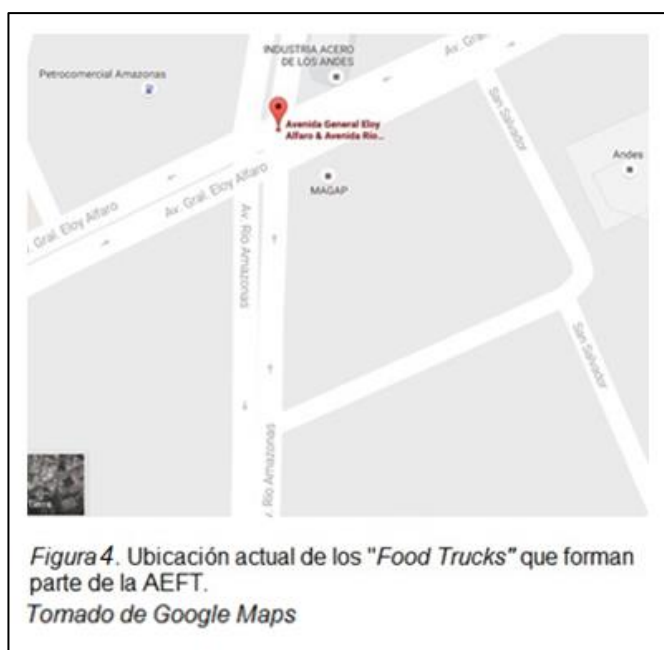 Av. Gral.
INDUSTRIA ACERO
DE LOS ANDES
Petrocomercial Amazonas
San Salvador
Avenida General Eloy
Alfaro & Avenida Río...
Andes
MAGAP
Av. Gral. Eloy Alfaro
. Gral. Eloy Alfaro
Av. Río Amazonas
San Salvador
. Río Amazonas
Tierra
Figura 4. Ubicación actual de los "Food Trucks" que forman
parte de la AEFT.
Tomado de Google Maps